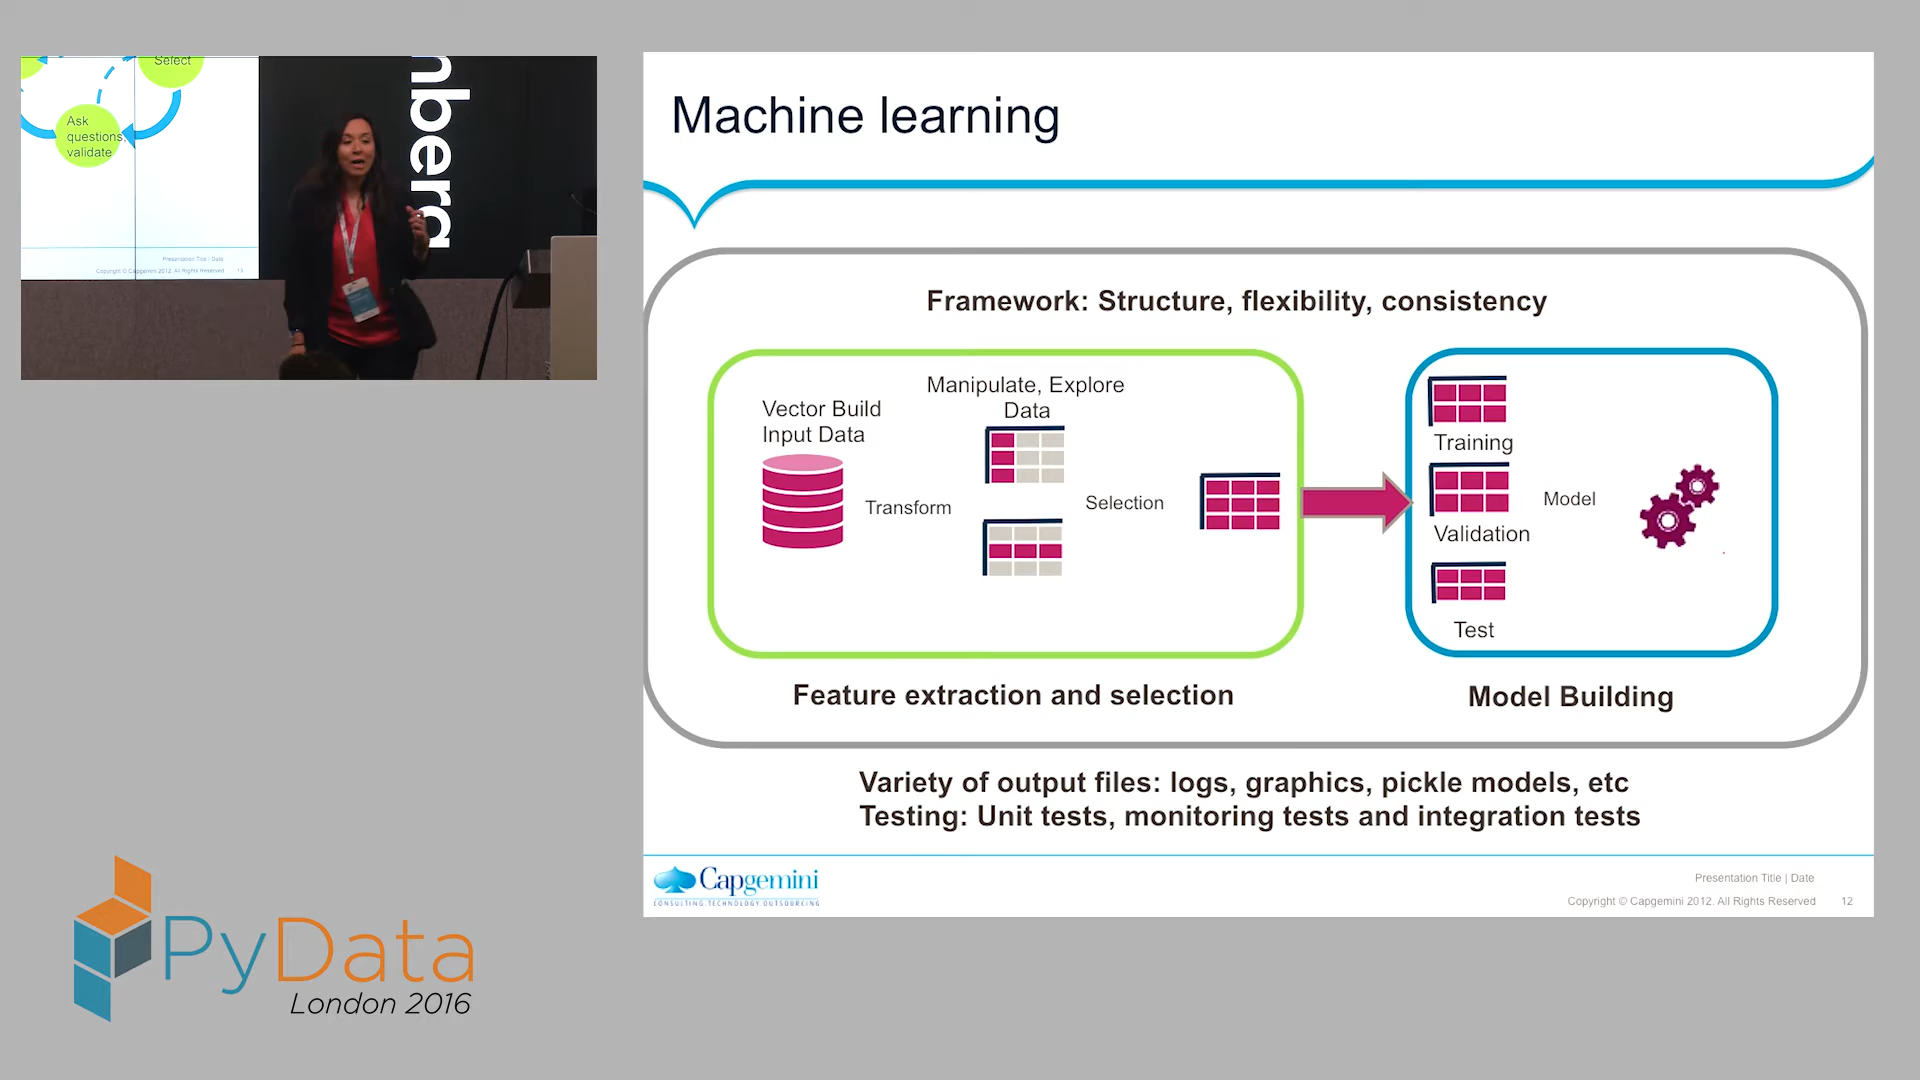 Select
Ask
questions,
validate
Presentation Title | Date
Copyright © Capgemini 2012. All Rights Reserved 13
nberg
Machine learning
Framework: Structure, flexibility, consistency
Manipulate, Explore
Data
Vector Build
Input Data
Transform
Selection
Training
Validation
Test
Model
Feature extraction and selection
Model Building
Variety of output files: logs, graphics, pickle models, etc
Testing: Unit tests, monitoring tests and integration tests
Capgemini
CONSULTING.TECHNOLOGY.OUTSOURCING
Presentation Title | Date
Copyright © Capgemini 2012. All Rights Reserved 12
PyData
London 2016